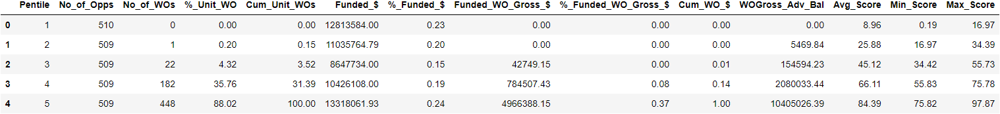 Pentile No_of_Opps No_of_WOs %_Unit_WO Cum_Unit_WOs Funded_$ %_Funded_$ Funded_WO_Gross_$ %_Funded_WO_Gross_$ Cum_WO_$ WOGross_Adv_Bal Avg_Score Min_Score Max_Score
0 1 510 0 0.00 0.00 12813584.00 0.23 0.00 0.00 0.00 0.00 8.96 0.19 16.97
1 2 509 1 0.20 0.15 11035764.79 0.20 0.00 0.00 0.00 5469.84 25.88 16.97 34.39
2 3 509 22 4.32 3.52 8647734.00 0.15 42749.15 0.00 0.01 154594.23 45.12 34.42 55.73
3 4 509 182 35.76 31.39 10426108.00 0.19 784507.43 0.08 0.14 2080033.44 66.11 55.83 75.78
4 5 509 448 88.02 100.00 13318061.93 0.24 4966388.15 0.37 1.00 10405026.39 84.39 75.82 97.87